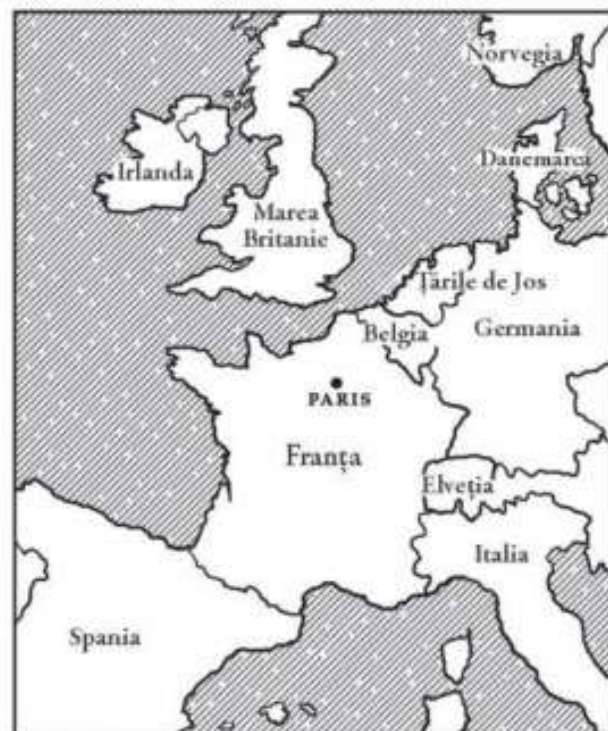 Norvegia
Danemarca
Irlanda
Marea
Britanie
Țările de Jos
Belgia
Germania
PARIS
Franța
Elveția
Italia
Spania